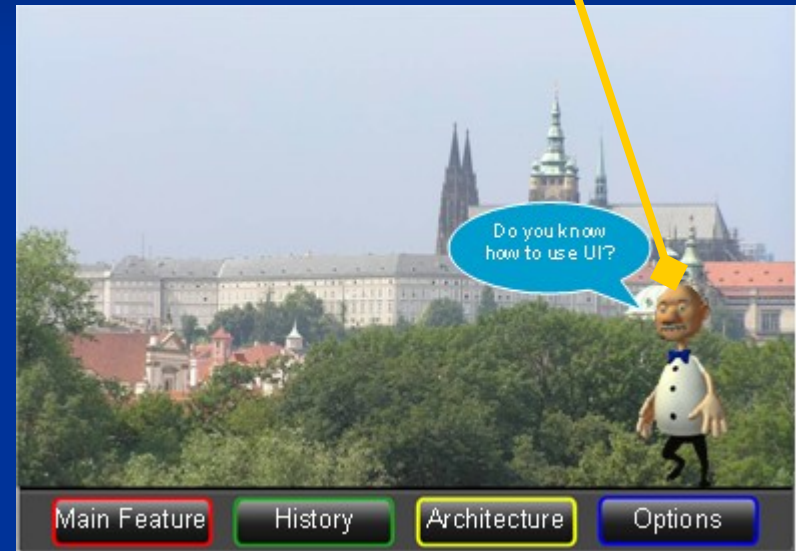 Do you know
how to use UI?
Main Feature
History
Architecture
Options